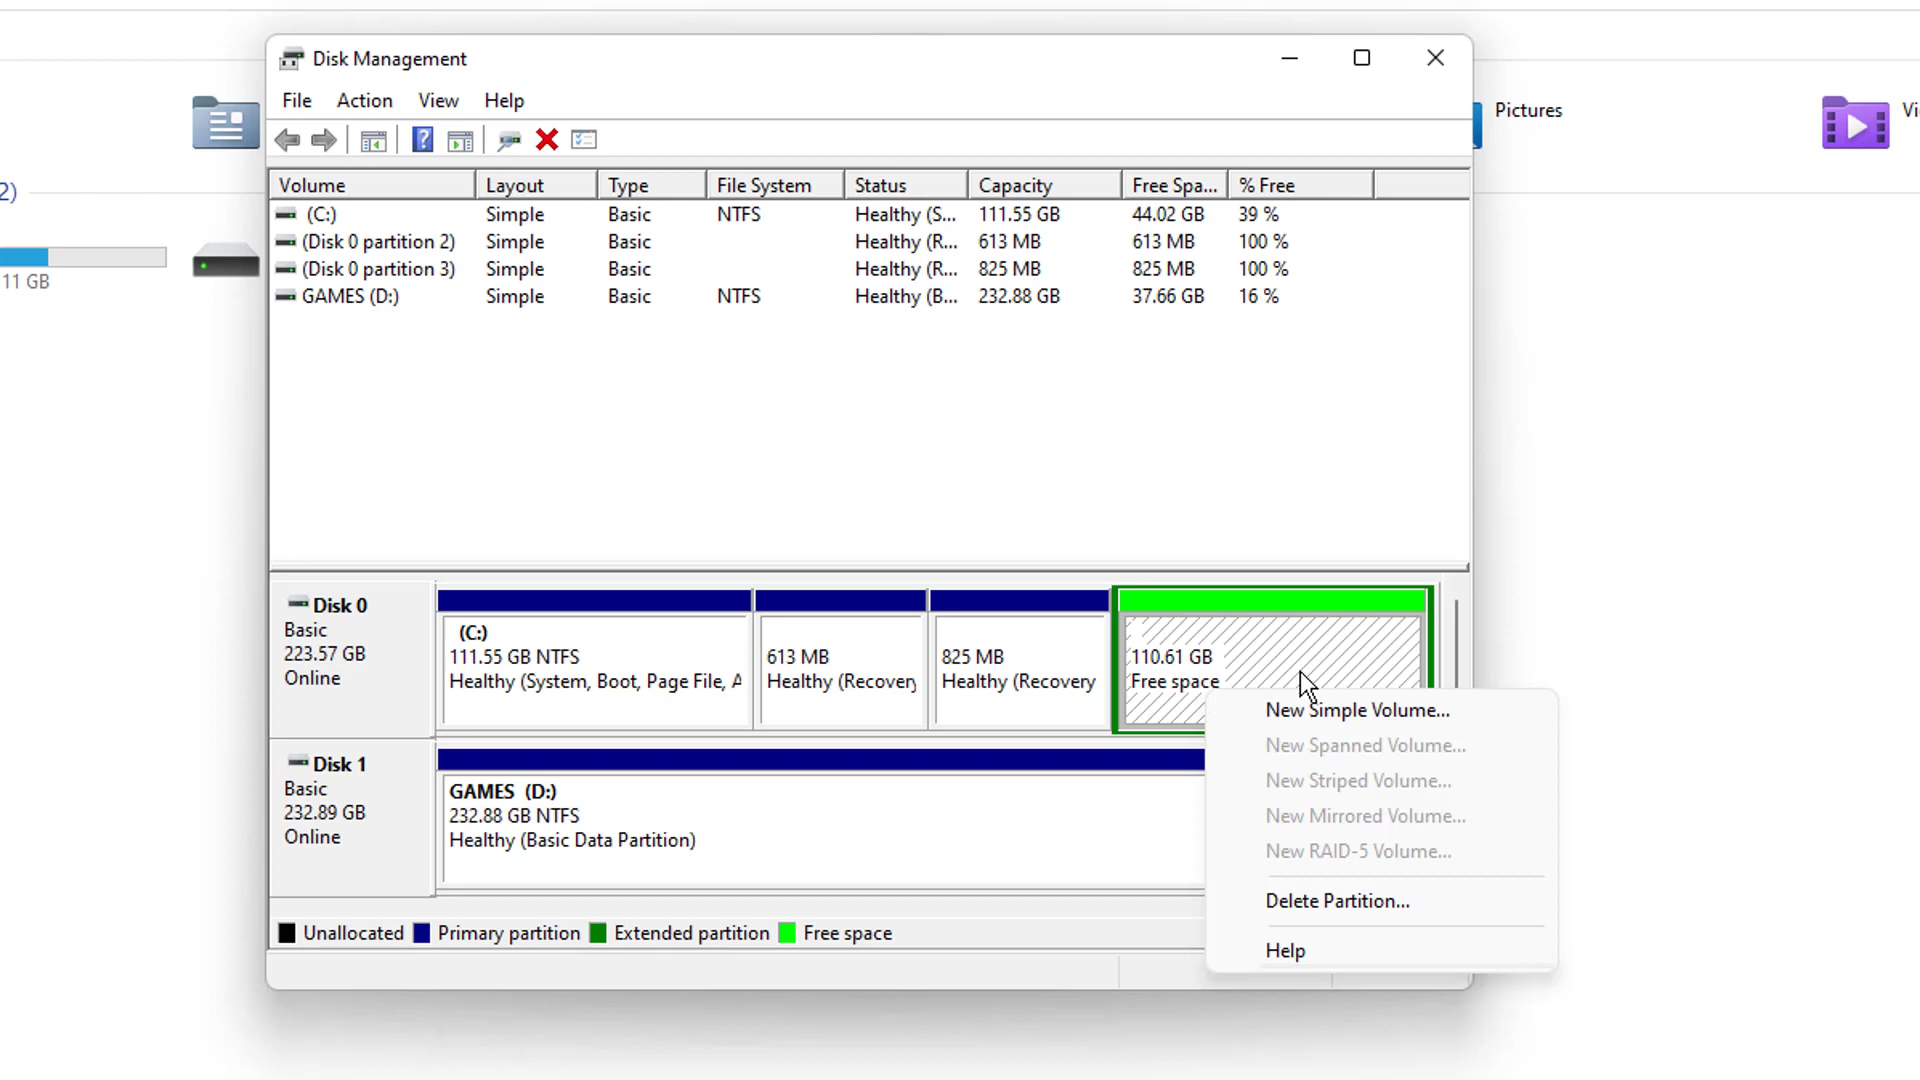 Disk Management
File Action View Help
Pictures
Vi
2)
11 GB
Volume Layout Type File System Status Capacity Free Spa... % Free
(C:) Simple Basic NTFS Healthy (S... 111.55 GB 44.02 GB 39 %
(Disk 0 partition 2) Simple Basic Healthy (R... 613 MB 613 MB 100 %
(Disk 0 partition 3) Simple Basic Healthy (R... 825 MB 825 MB 100 %
GAMES (D:) Simple Basic NTFS Healthy (B... 232.88 GB 37.66 GB 16 %
Disk 0
Basic
223.57 GB
Online
(C:)
111.55 GB NTFS
Healthy (System, Boot, Page File, A
613 MB
Healthy (Recovery
825 MB
Healthy (Recovery
110.61 GB
Free space
Disk 1
Basic
232.89 GB
Online
GAMES (D:)
232.88 GB NTFS
Healthy (Basic Data Partition)
New Simple Volume...
New Spanned Volume...
New Striped Volume...
New Mirrored Volume...
New RAID-5 Volume...
Delete Partition...
Help
Unallocated Primary partition Extended partition Free space